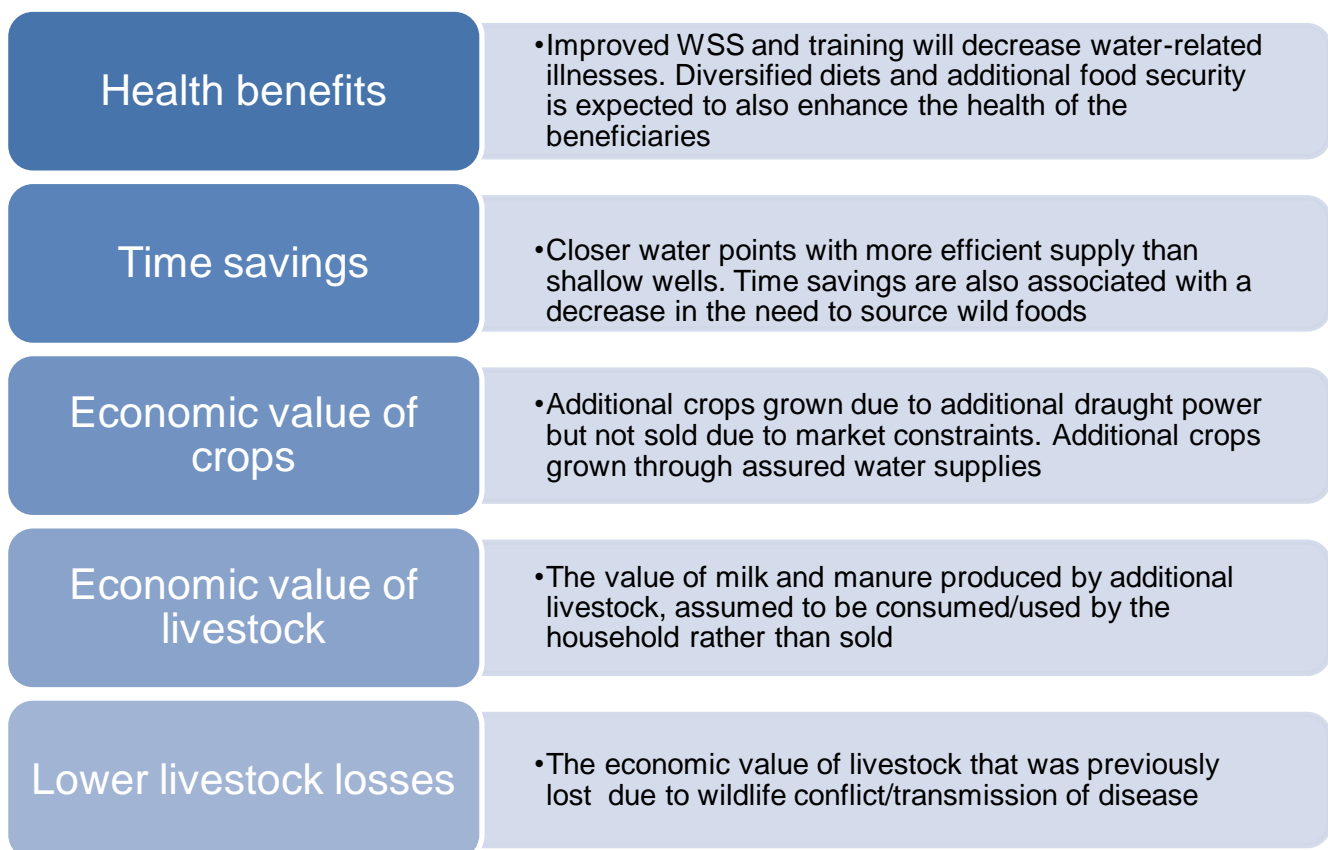 Health benefits
•Improved WSS and training will decrease water-related
illnesses. Diversified diets and additional food security
is expected to also enhance the health of the
beneficiaries
Time savings
•Closer water points with more efficient supply than
shallow wells. Time savings are also associated with a
decrease in the need to source wild foods
Economic value of
crops
•Additional crops grown due to additional draught power
but not sold due to market constraints. Additional crops
grown through assured water supplies
Economic value of
livestock
•The value of milk and manure produced by additional
livestock, assumed to be consumed/used by the
household rather than sold
Lower livestock losses
•The economic value of livestock that was previously
lost due to wildlife conflict/transmission of disease